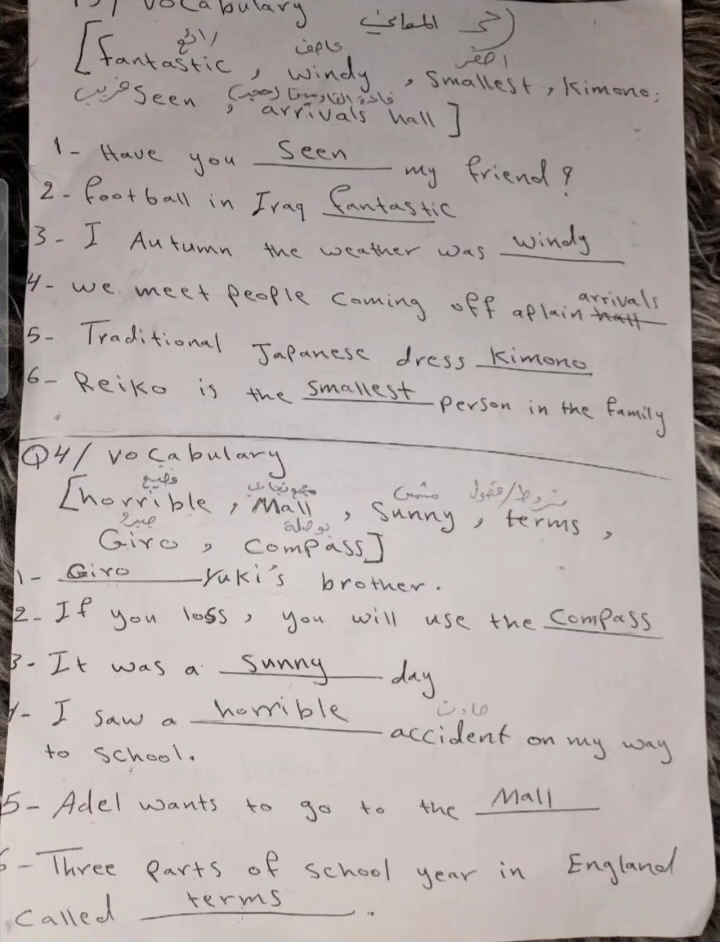 Vocabulary
رائع عاصف اصغر
[fantastic, windy, smallest, Kimono,
Seen, arrivals hall]
1- Have you Seen my friend?
2- football in Iraq fantastic
3- I Autumn the weather was windy
4- we meet people coming off aplain arrivals hall
5- Traditional Japanese dress Kimono
6- Reiko is the Smallest person in the family
Q4/ vocabulary
[horrible, Mall, Sunny, terms,
Giro, Compass]
1- Giro Yuki's brother.
2- If you loss, you will use the Compass
3- It was a Sunny day
حادث
I saw a horrible accident on my way
to school.
5- Adel wants to go to the Mall
- Three parts of school year in England
Called terms.